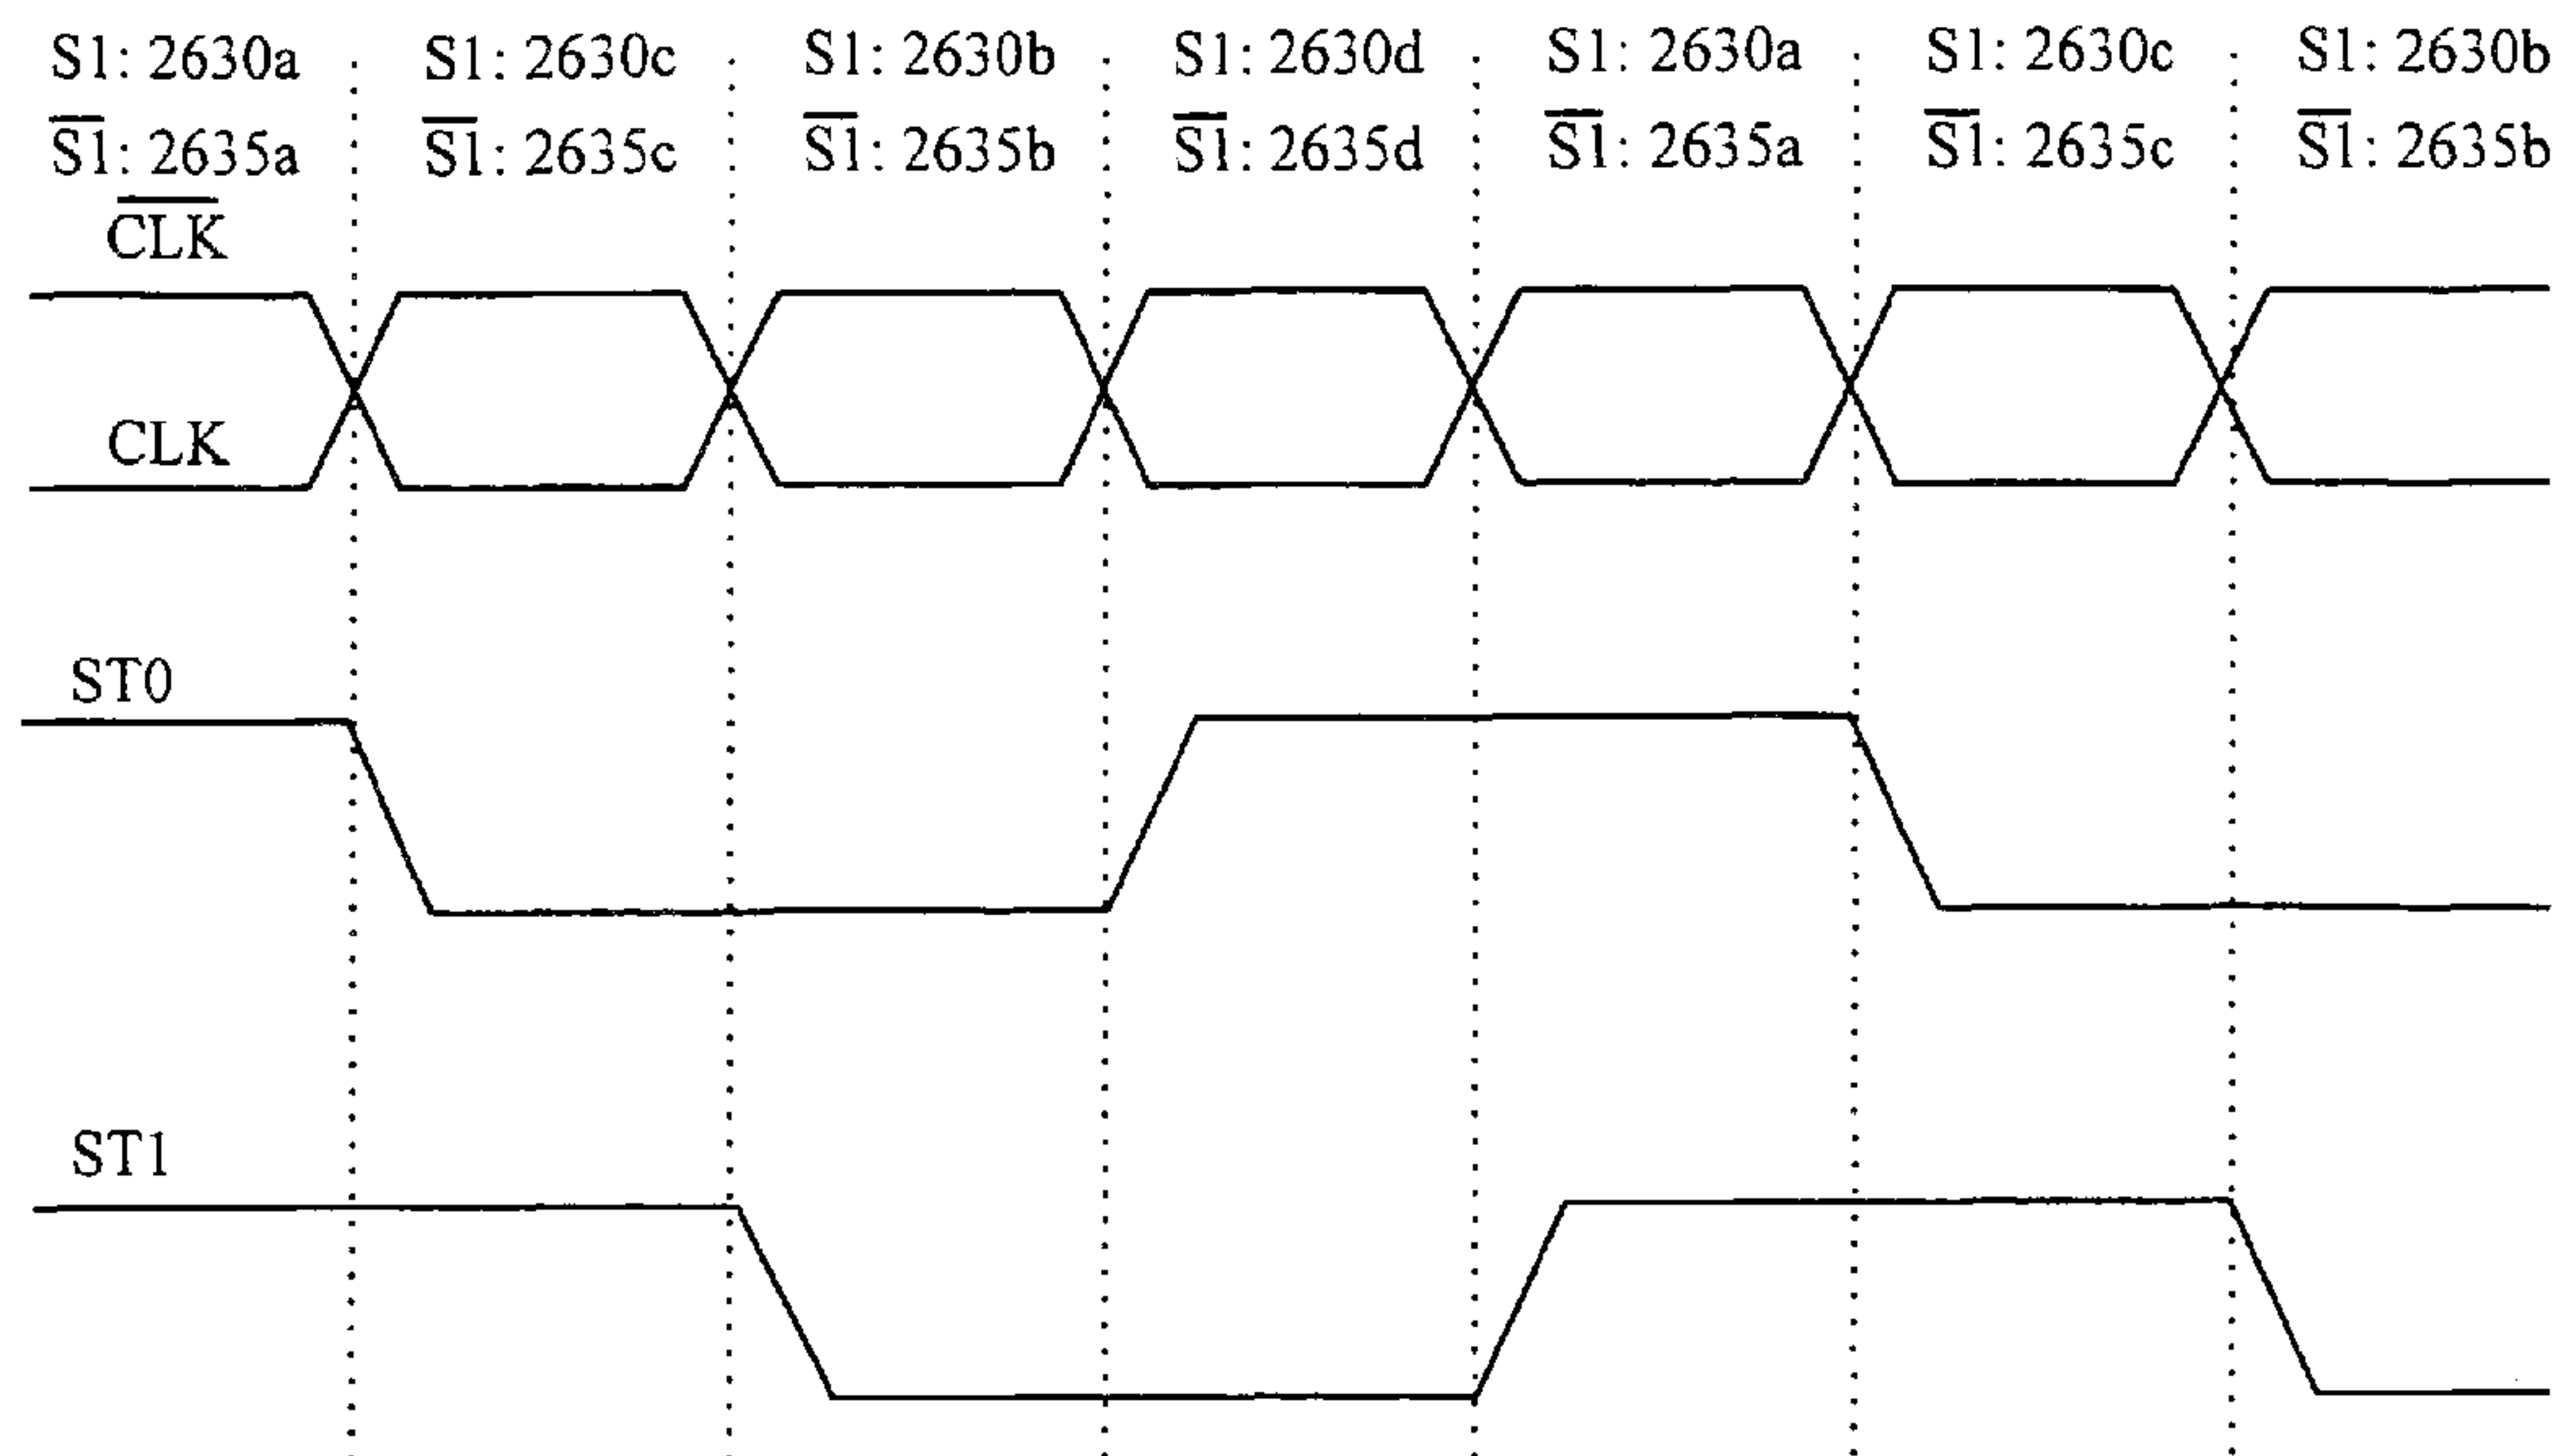 S1: 2630a S1: 2630c S1: 2630b S1: 2630d S1: 2630a S1: 2630c S1: 2630b
S̅1̅: 2635a S̅1̅: 2635c S̅1̅: 2635b S̅1̅: 2635d S̅1̅: 2635a S̅1̅: 2635c S̅1̅: 2635b
C̅L̅K̅
CLK
ST0
ST1